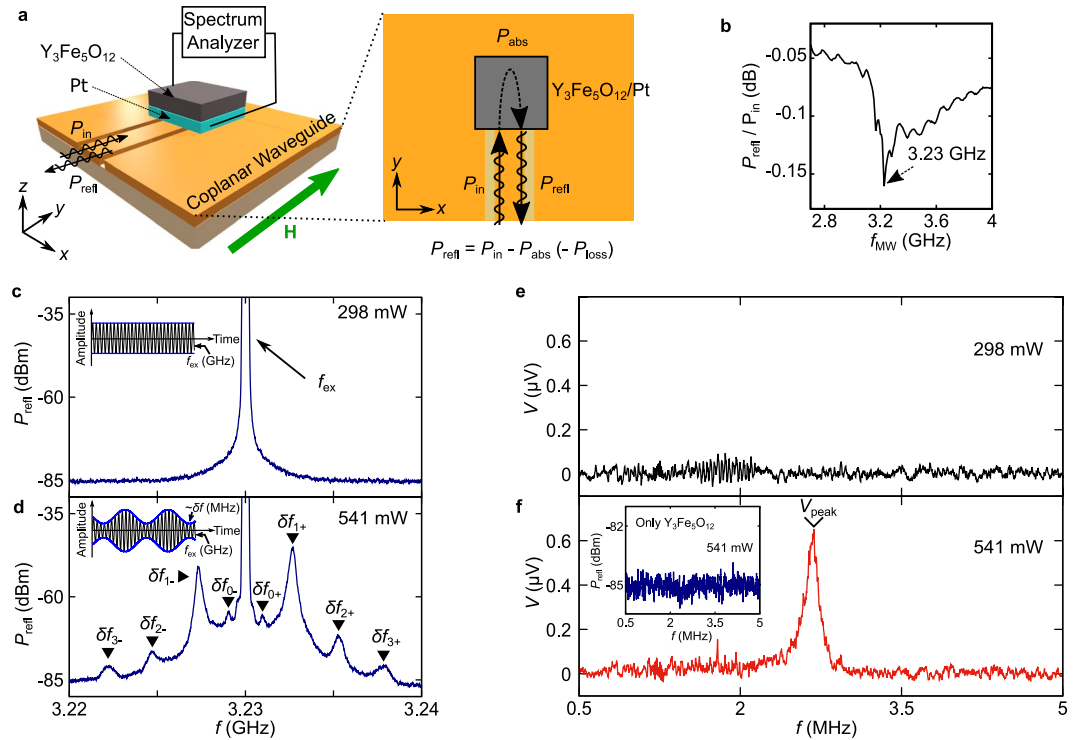 a
Spectrum
Analyzer
Y3Fe5O12
Pt
Pin
Prefl
Coplanar Waveguide
H
z
y
x
Pabs
Y3Fe5O12/Pt
Pin
Prefl
y
x
Prefl = Pin - Pabs (- Ploss)
b
Prefl / Pin (dB)
-0.05
-0.1
-0.15
3.23 GHz
2.8 3.2 3.6 4
fMW (GHz)
c
298 mW
Amplitude
Time
fex (GHz)
fex
Prefl (dBm)
-35
-60
-85
d
541 mW
Amplitude
~δf (MHz)
Time
fex (GHz)
δf1+
δf1-
δf0-
δf0+
δf2+
δf2-
δf3-
δf3+
Prefl (dBm)
-35
-60
-85
3.22 3.23 3.24
f (GHz)
e
298 mW
V (μV)
0.6
0.4
0.2
0
f
541 mW
Vpeak
V (μV)
0.6
0.4
0.2
0
Only Y3Fe5O12
541 mW
Prefl (dBm)
-82
-85
0.5 2 3.5 5
f (MHz)
0.5 2 3.5 5
f (MHz)